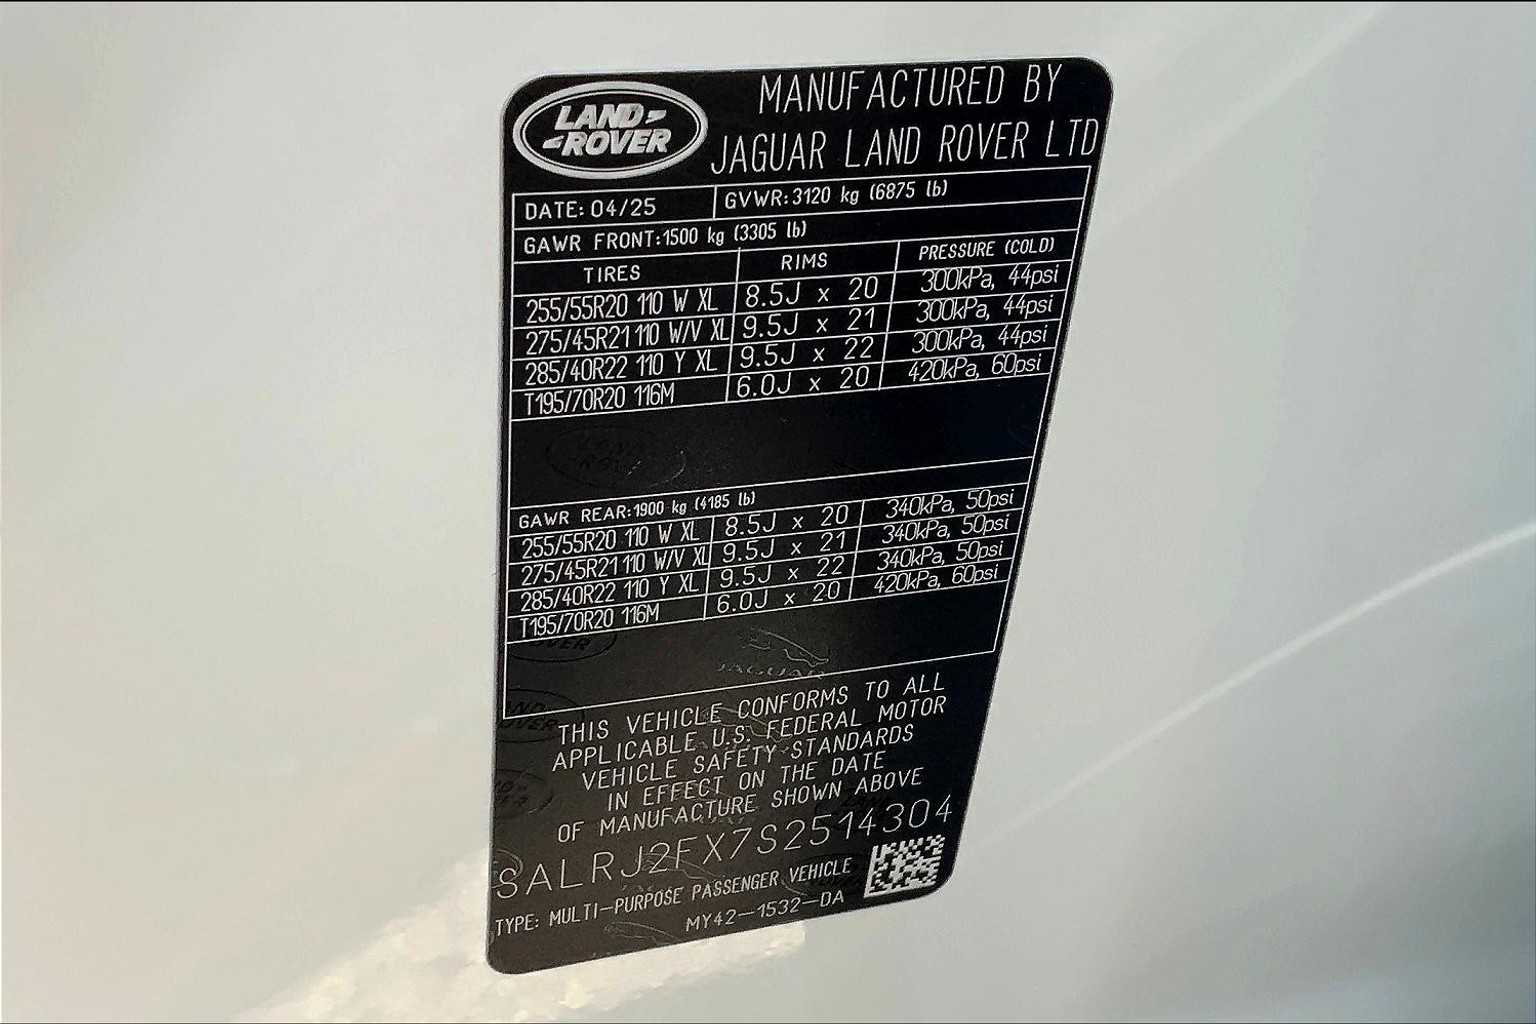 LAND ROVER
MANUFACTURED BY
JAGUAR LAND ROVER LTD
DATE: 04/25 GVWR: 3120 kg (6875 lb)
GAWR FRONT: 1500 kg (3305 lb)
TIRES RIMS PRESSURE (COLD)
255/55R20 110 W XL 8.5J x 20 300kPa, 44psi
275/45R21 110 W/V XL 9.5J x 21 300kPa, 44psi
285/40R22 110 Y XL 9.5J x 22 300kPa, 44psi
T195/70R20 116M 6.0J x 20 420kPa, 60psi
GAWR REAR: 1900 kg (4185 lb)
255/55R20 110 W XL 8.5J x 20 340kPa, 50psi
275/45R21 110 W/V XL 9.5J x 21 340kPa, 50psi
285/40R22 110 Y XL 9.5J x 22 340kPa, 50psi
T195/70R20 116M 6.0J x 20 420kPa, 60psi
JAGUAR
THIS VEHICLE CONFORMS TO ALL
APPLICABLE U.S. FEDERAL MOTOR
VEHICLE SAFETY STANDARDS
IN EFFECT ON THE DATE
OF MANUFACTURE SHOWN ABOVE
SALRJ2FX7S2514304
TYPE: MULTI-PURPOSE PASSENGER VEHICLE
MY42-1532-DA